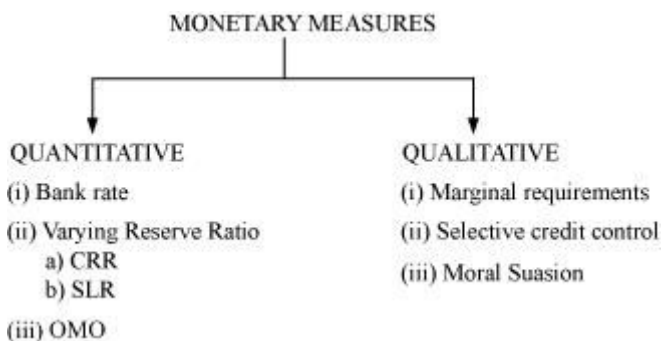 MONETARY MEASURES
QUANTITATIVE
(i) Bank rate
(ii) Varying Reserve Ratio
a) CRR
b) SLR
(iii) OMO
QUALITATIVE
(i) Marginal requirements
(ii) Selective credit control
(iii) Moral Suasion